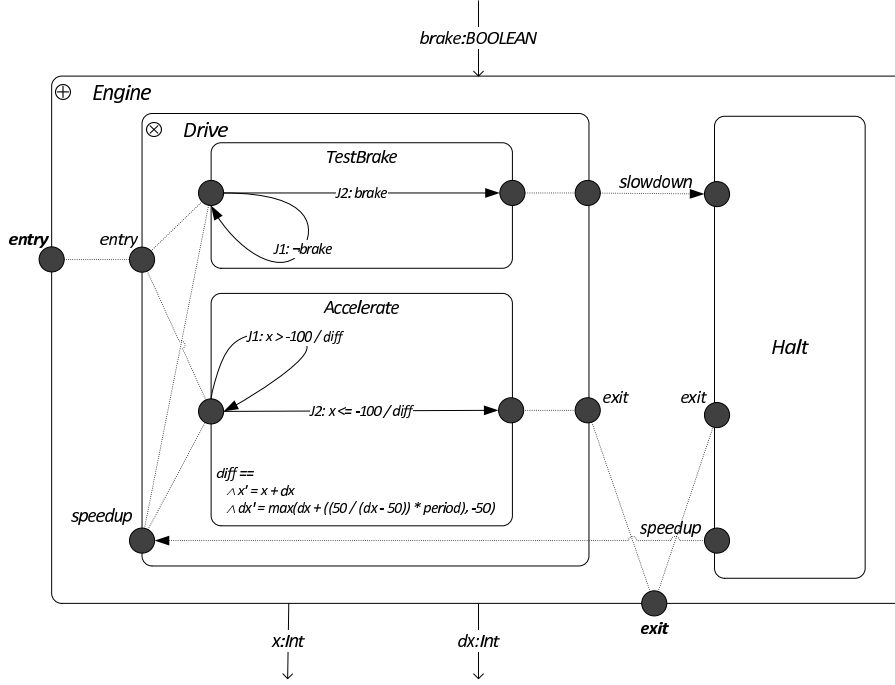 brake:BOOLEAN
⊕ Engine
⊗ Drive
TestBrake
J2: brake
slowdown
entry
entry
J1: ¬brake
Accelerate
J1: x > -100 / diff
Halt
exit
exit
J2: x <= -100 / diff
diff ==
∧ x' = x + dx
∧ dx' = max(dx + ((50 / (dx - 50)) * period), -50)
speedup
speedup
x:Int
dx:Int
exit